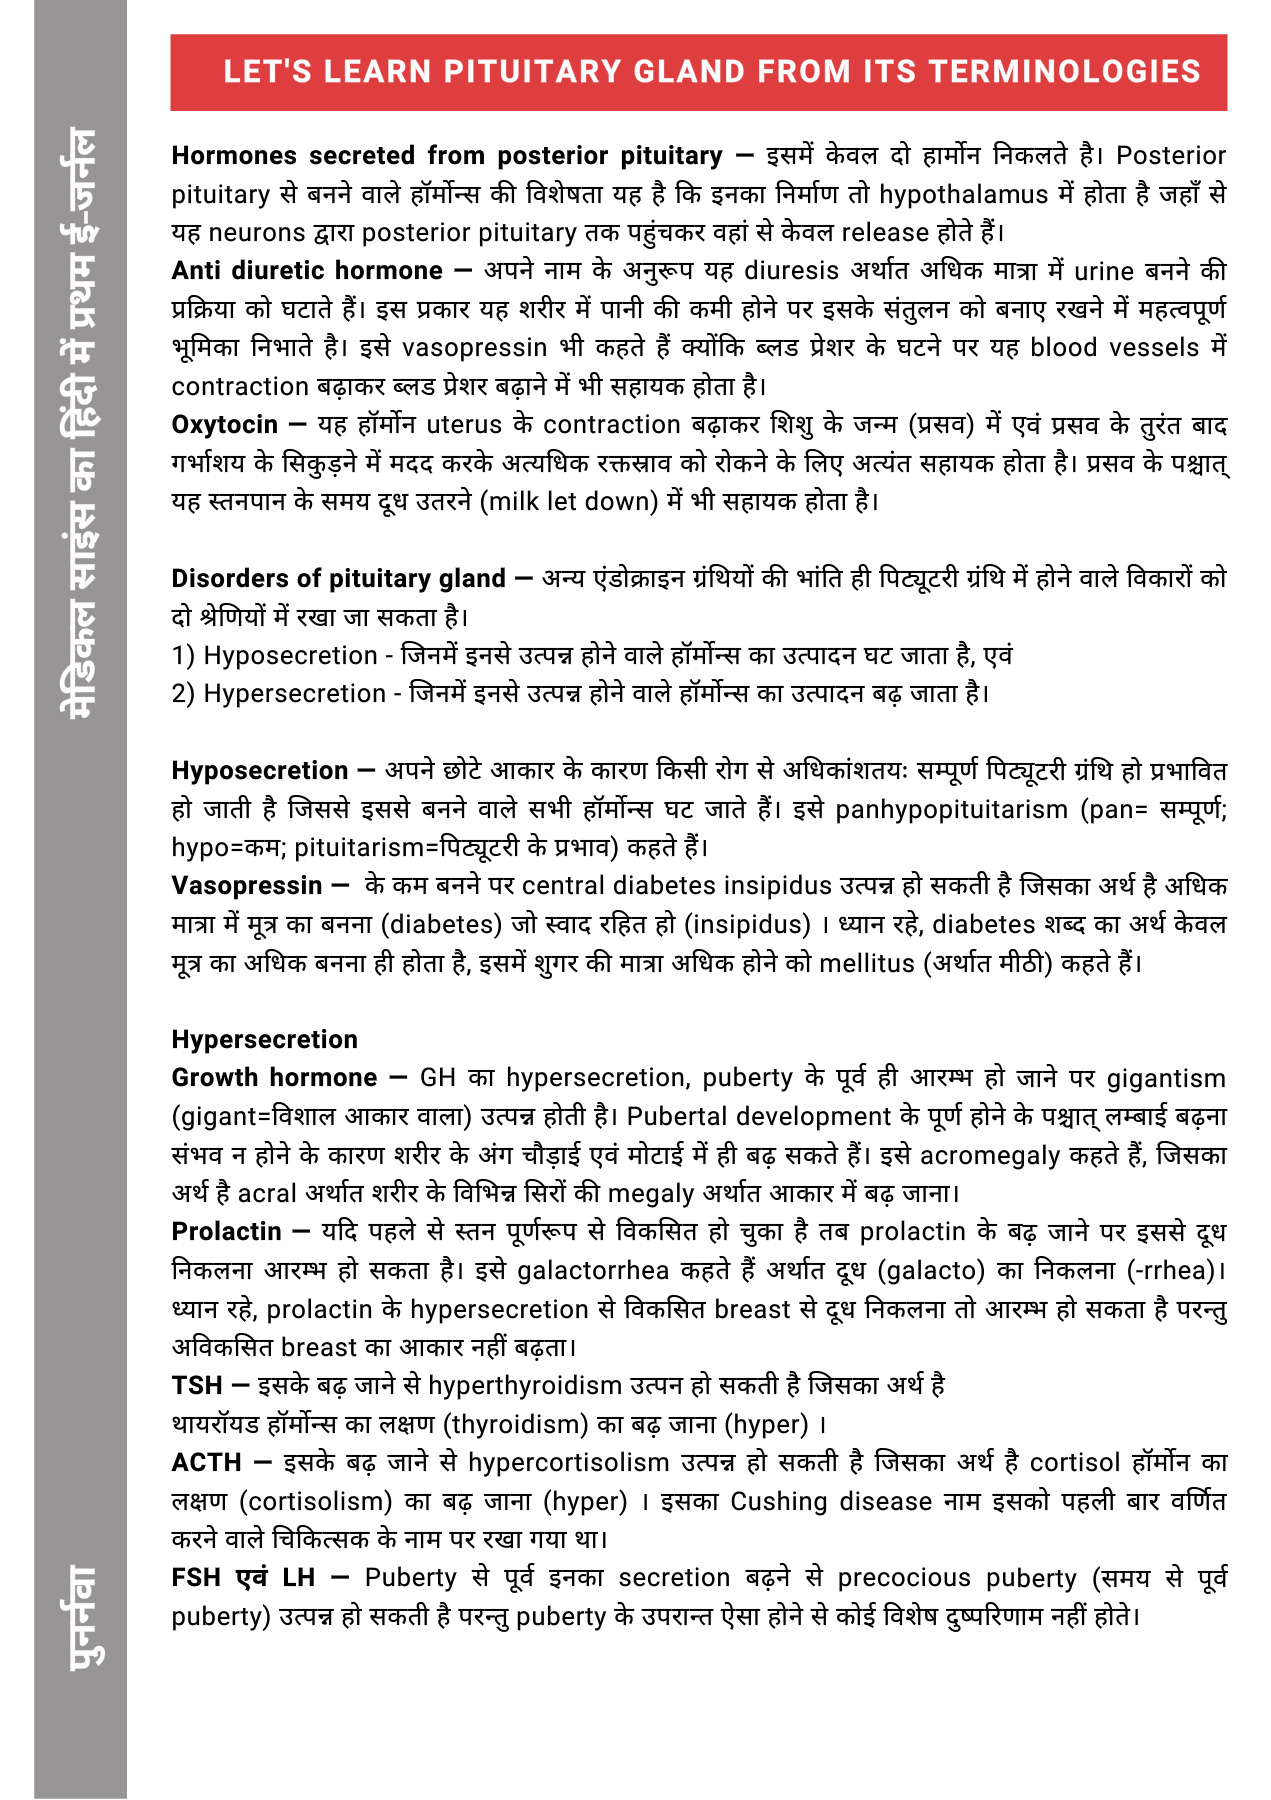 LET'S LEARN PITUITARY GLAND FROM ITS TERMINOLOGIES
मेडिकल साइंस का हिंदी में प्रथम ई-जर्नल
पुनर्नवा
Hormones secreted from posterior pituitary — इसमें केवल दो हार्मोन निकलते है। Posterior
pituitary से बनने वाले हॉर्मोन्स की विशेषता यह है कि इनका निर्माण तो hypothalamus में होता है जहाँ से
यह neurons द्वारा posterior pituitary तक पहुंचकर वहां से केवल release होते हैं।
Anti diuretic hormone — अपने नाम के अनुरूप यह diuresis अर्थात अधिक मात्रा में urine बनने की
प्रक्रिया को घटाते हैं। इस प्रकार यह शरीर में पानी की कमी होने पर इसके संतुलन को बनाए रखने में महत्वपूर्ण
भूमिका निभाते है। इसे vasopressin भी कहते हैं क्योंकि ब्लड प्रेशर के घटने पर यह blood vessels में
contraction बढ़ाकर ब्लड प्रेशर बढ़ाने में भी सहायक होता है।
Oxytocin — यह हॉर्मोन uterus के contraction बढ़ाकर शिशु के जन्म (प्रसव) में एवं प्रसव के तुरंत बाद
गर्भाशय के सिकुड़ने में मदद करके अत्यधिक रक्तस्राव को रोकने के लिए अत्यंत सहायक होता है। प्रसव के पश्चात्
यह स्तनपान के समय दूध उतरने (milk let down) में भी सहायक होता है।
Disorders of pituitary gland — अन्य एंडोक्राइन ग्रंथियों की भांति ही पिट्यूटरी ग्रंथि में होने वाले विकारों को
दो श्रेणियों में रखा जा सकता है।
1) Hyposecretion - जिनमें इनसे उत्पन्न होने वाले हॉर्मोन्स का उत्पादन घट जाता है, एवं
2) Hypersecretion - जिनमें इनसे उत्पन्न होने वाले हॉर्मोन्स का उत्पादन बढ़ जाता है।
Hyposecretion — अपने छोटे आकार के कारण किसी रोग से अधिकांशतयः सम्पूर्ण पिट्यूटरी ग्रंथि हो प्रभावित
हो जाती है जिससे इससे बनने वाले सभी हॉर्मोन्स घट जाते हैं। इसे panhypopituitarism (pan= सम्पूर्ण;
hypo=कम; pituitarism=पिट्यूटरी के प्रभाव) कहते हैं।
Vasopressin — के कम बनने पर central diabetes insipidus उत्पन्न हो सकती है जिसका अर्थ है अधिक
मात्रा में मूत्र का बनना (diabetes) जो स्वाद रहित हो (insipidus) । ध्यान रहे, diabetes शब्द का अर्थ केवल
मूत्र का अधिक बनना ही होता है, इसमें शुगर की मात्रा अधिक होने को mellitus (अर्थात मीठी) कहते हैं।
Hypersecretion
Growth hormone — GH का hypersecretion, puberty के पूर्व ही आरम्भ हो जाने पर gigantism
(gigant=विशाल आकार वाला) उत्पन्न होती है। Pubertal development के पूर्ण होने के पश्चात् लम्बाई बढ़ना
संभव न होने के कारण शरीर के अंग चौड़ाई एवं मोटाई में ही बढ़ सकते हैं। इसे acromegaly कहते हैं, जिसका
अर्थ है acral अर्थात शरीर के विभिन्न सिरों की megaly अर्थात आकार में बढ़ जाना।
Prolactin — यदि पहले से स्तन पूर्णरूप से विकसित हो चुका है तब prolactin के बढ़ जाने पर इससे दूध
निकलना आरम्भ हो सकता है। इसे galactorrhea कहते हैं अर्थात दूध (galacto) का निकलना (-rrhea)।
ध्यान रहे, prolactin के hypersecretion से विकसित breast से दूध निकलना तो आरम्भ हो सकता है परन्तु
अविकसित breast का आकार नहीं बढ़ता।
TSH — इसके बढ़ जाने से hyperthyroidism उत्पन हो सकती है जिसका अर्थ है
थायरॉयड हॉर्मोन्स का लक्षण (thyroidism) का बढ़ जाना (hyper) ।
ACTH — इसके बढ़ जाने से hypercortisolism उत्पन्न हो सकती है जिसका अर्थ है cortisol हॉर्मोन का
लक्षण (cortisolism) का बढ़ जाना (hyper) । इसका Cushing disease नाम इसको पहली बार वर्णित
करने वाले चिकित्सक के नाम पर रखा गया था।
FSH एवं LH — Puberty से पूर्व इनका secretion बढ़ने से precocious puberty (समय से पूर्व
puberty) उत्पन्न हो सकती है परन्तु puberty के उपरान्त ऐसा होने से कोई विशेष दुष्परिणाम नहीं होते।